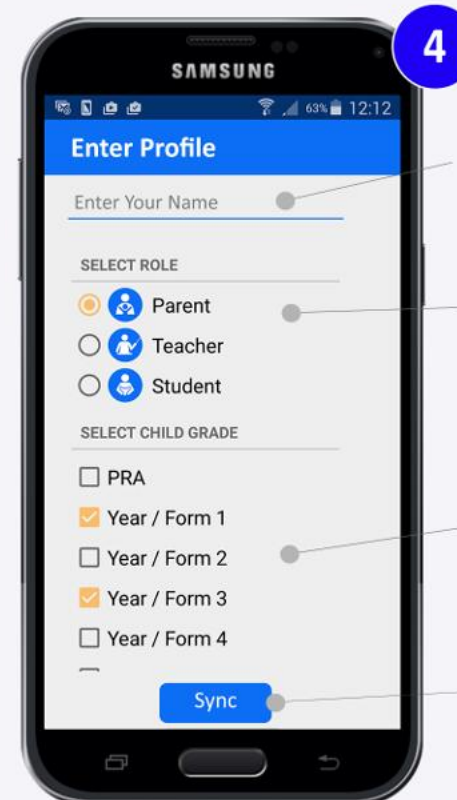 4
SAMSUNG
63% 12:12
Enter Profile
Enter Your Name
SELECT ROLE
Parent
Teacher
Student
SELECT CHILD GRADE
PRA
Year / Form 1
Year / Form 2
Year / Form 3
Year / Form 4
Sync